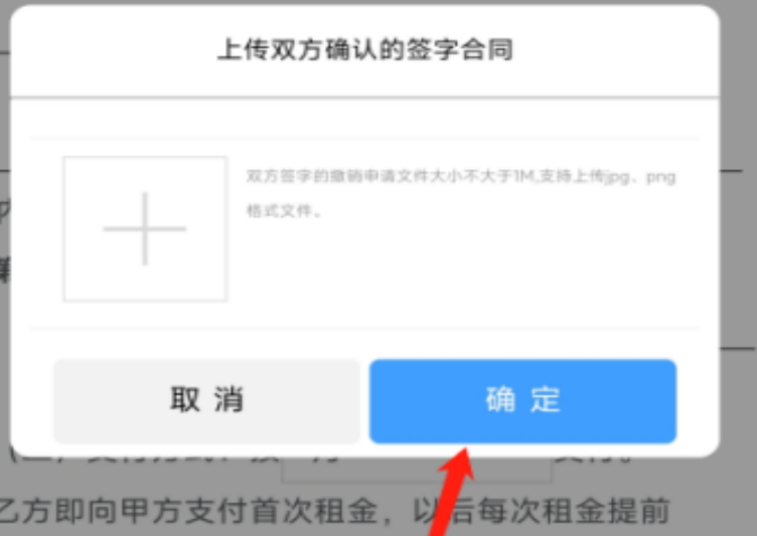 上传双方确认的签字合同
双方签字的撤销申请文件大小不大于1M,支持上传jpg、png
格式文件。
取消
确定
乙方即向甲方支付首次租金，以后每次租金提前